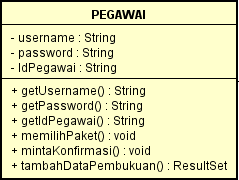 PEGAWAI
- username : String
- password : String
- IdPegawai : String
+ getUsername() : String
+ getPassword() : String
+ getIdPegawai() : String
+ memilihPaket() : void
+ mintaKonfirmasi() : void
+ tambahDataPembukuan() : ResultSet